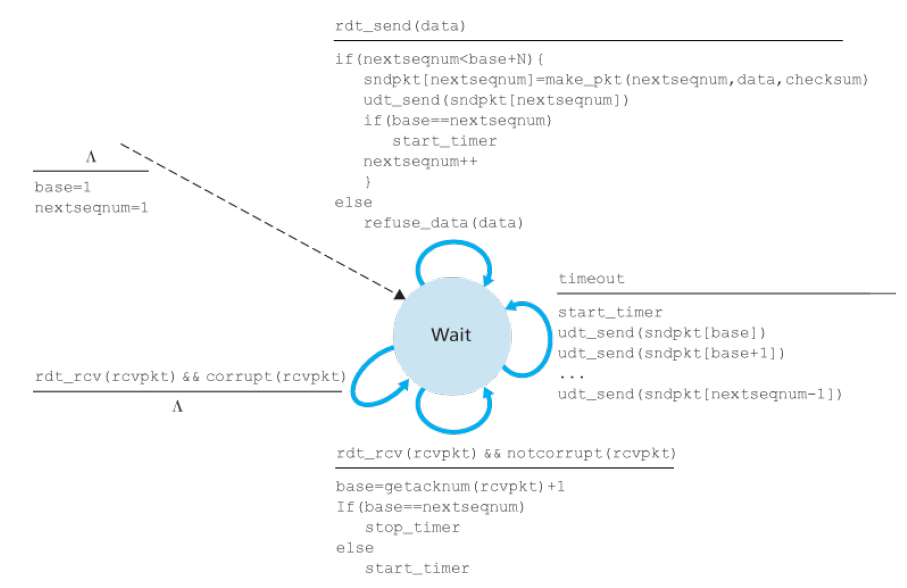 rdt_send(data)
if(nextseqnum<base+N){
sndpkt[nextseqnum]=make_pkt(nextseqnum,data,checksum)
udt_send(sndpkt[nextseqnum])
if(base==nextseqnum)
start_timer
nextseqnum++
}
else
refuse_data(data)
Λ
base=1
nextseqnum=1
Wait
timeout
start_timer
udt_send(sndpkt[base])
udt_send(sndpkt[base+1])
...
udt_send(sndpkt[nextseqnum-1])
rdt_rcv(rcvpkt) && corrupt(rcvpkt)
Λ
rdt_rcv(rcvpkt) && notcorrupt(rcvpkt)
base=getacknum(rcvpkt)+1
If(base==nextseqnum)
stop_timer
else
start_timer